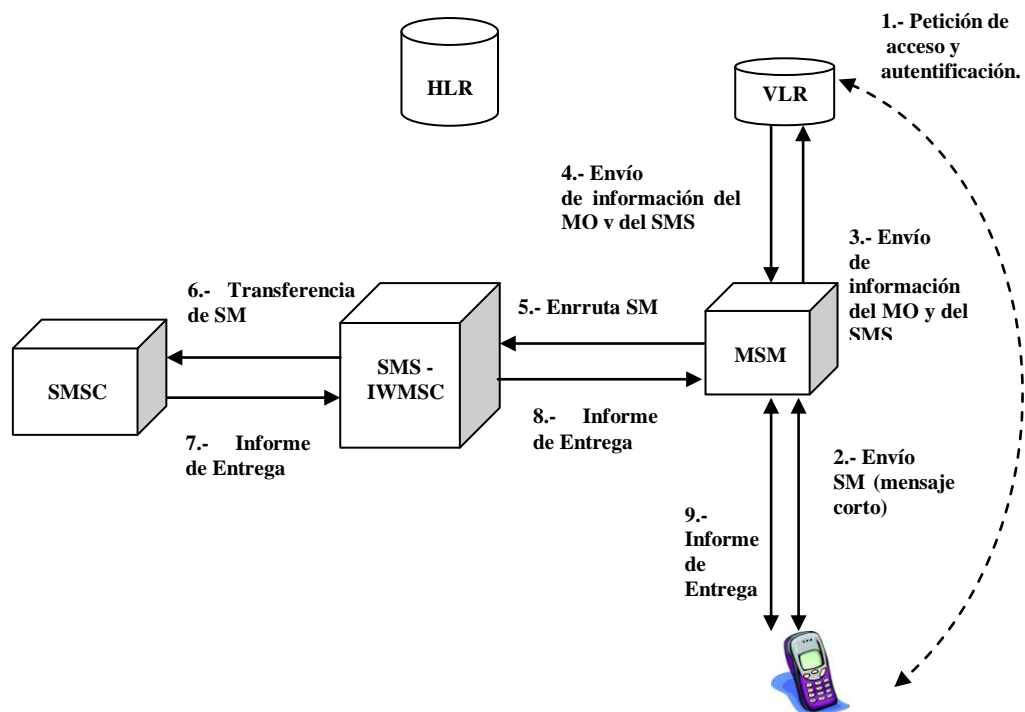 1.- Petición de
acceso y
autentificación.
HLR
VLR
4.- Envío
de información del
MO y del SMS
3.- Envío
de
información
del MO y del
SMS
6.- Transferencia
de SM
5.- Enrruta SM
MSM
SMSC
SMS -
IWMSC
7.- Informe
de Entrega
8.- Informe
de Entrega
2.- Envío
SM (mensaje
corto)
9.-
Informe
de
Entrega